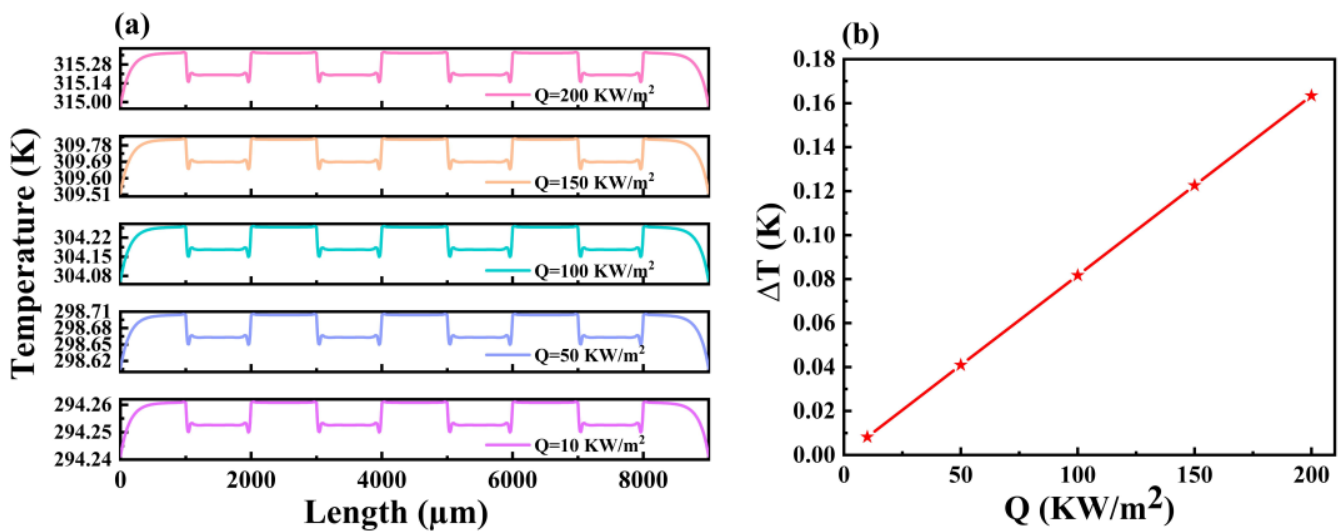 (a)
Temperature (K)
315.28
315.14
315.00
Q=200 KW/m²
309.78
309.69
309.60
309.51
Q=150 KW/m²
304.22
304.15
304.08
Q=100 KW/m²
298.71
298.68
298.65
298.62
Q=50 KW/m²
294.26
294.25
294.24
Q=10 KW/m²
0 2000 4000 6000 8000
Length (μm)
(b)
ΔT (K)
0.18
0.16
0.14
0.12
0.10
0.08
0.06
0.04
0.02
0.00
0 50 100 150 200
Q (KW/m²)